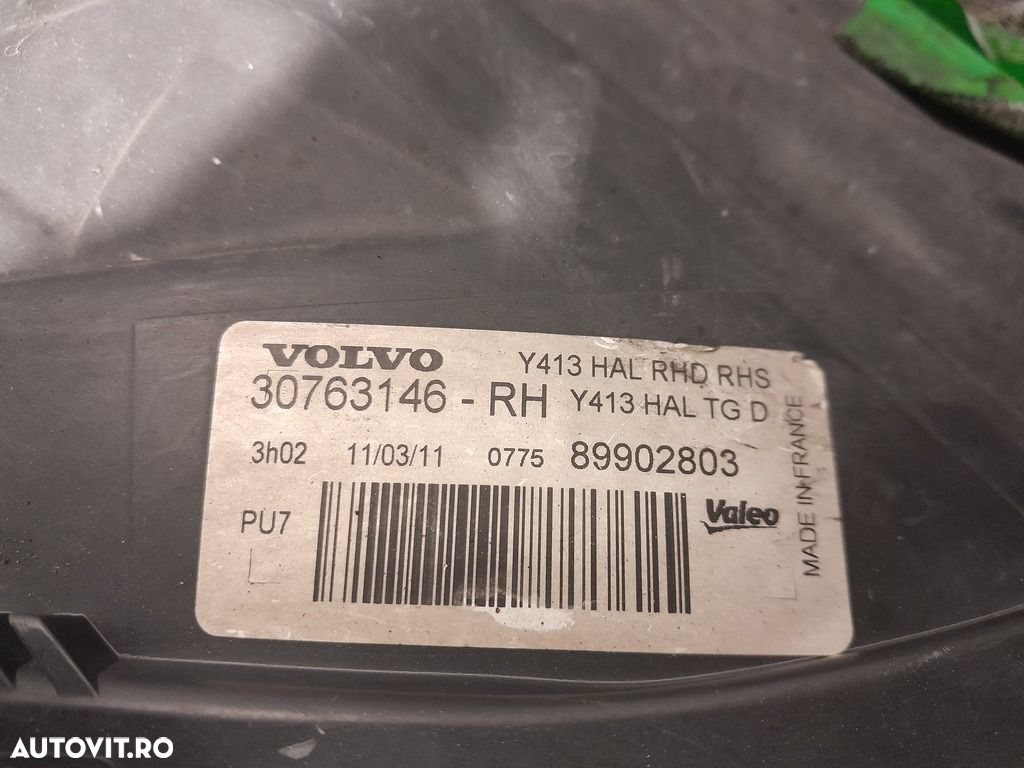 VOLVO Y413 HAL RHD RHS
30763146 - RH Y413 HAL TG D
3h02 11/03/11 0775 89902803
PU7 Valeo
MADE IN FRANCE
AUTOVIT.RO